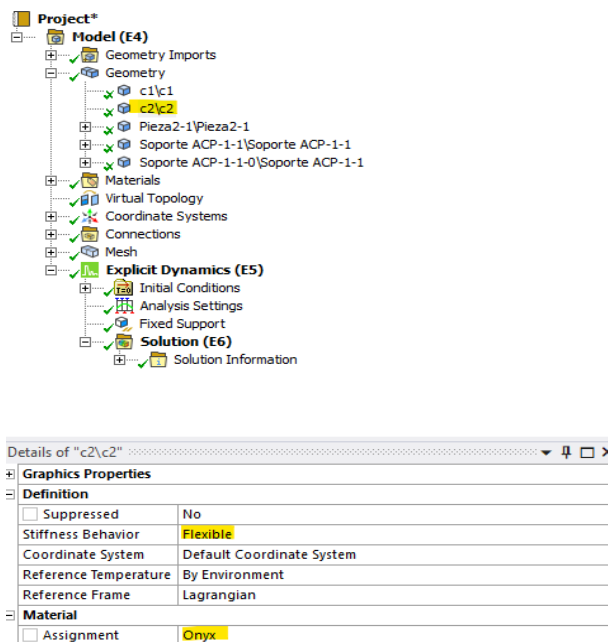 Project*
Model (E4)
Geometry Imports
Geometry
c1\c1
c2\c2
Pieza2-1\Pieza2-1
Soporte ACP-1-1\Soporte ACP-1-1
Soporte ACP-1-1-0\Soporte ACP-1-1
Materials
Virtual Topology
Coordinate Systems
Connections
Mesh
Explicit Dynamics (E5)
T=0 Initial Conditions
Analysis Settings
Fixed Support
Solution (E6)
Solution Information
Details of "c2\c2"
Graphics Properties
Definition
Suppressed No
Stiffness Behavior Flexible
Coordinate System Default Coordinate System
Reference Temperature By Environment
Reference Frame Lagrangian
Material
Assignment Onyx